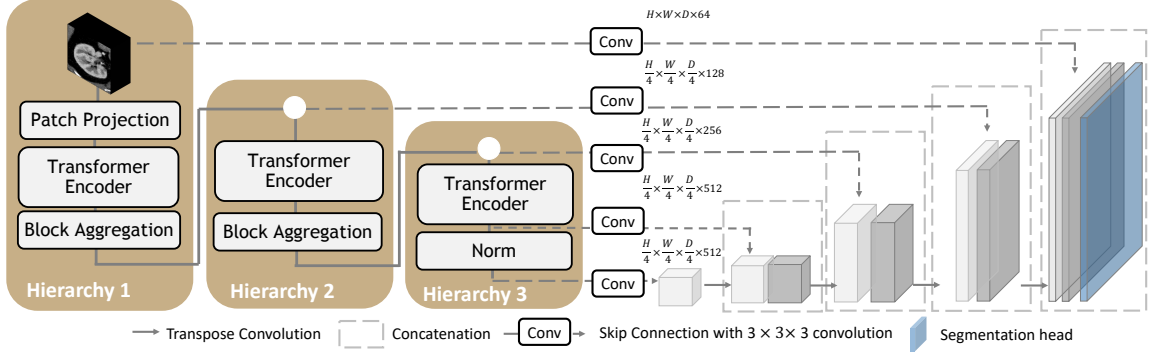 Patch Projection
Transformer
Encoder
Block Aggregation
Hierarchy 1
Transformer
Encoder
Block Aggregation
Hierarchy 2
Transformer
Encoder
Norm
Hierarchy 3
H×W×D×64
Conv
H/4 × W/4 × D/4 ×128
Conv
H/4 × W/4 × D/4 ×256
Conv
H/4 × W/4 × D/4 ×512
Conv
H/4 × W/4 × D/4 ×512
Conv
Transpose Convolution
Concatenation
Conv
Skip Connection with 3 × 3 × 3 convolution
Segmentation head